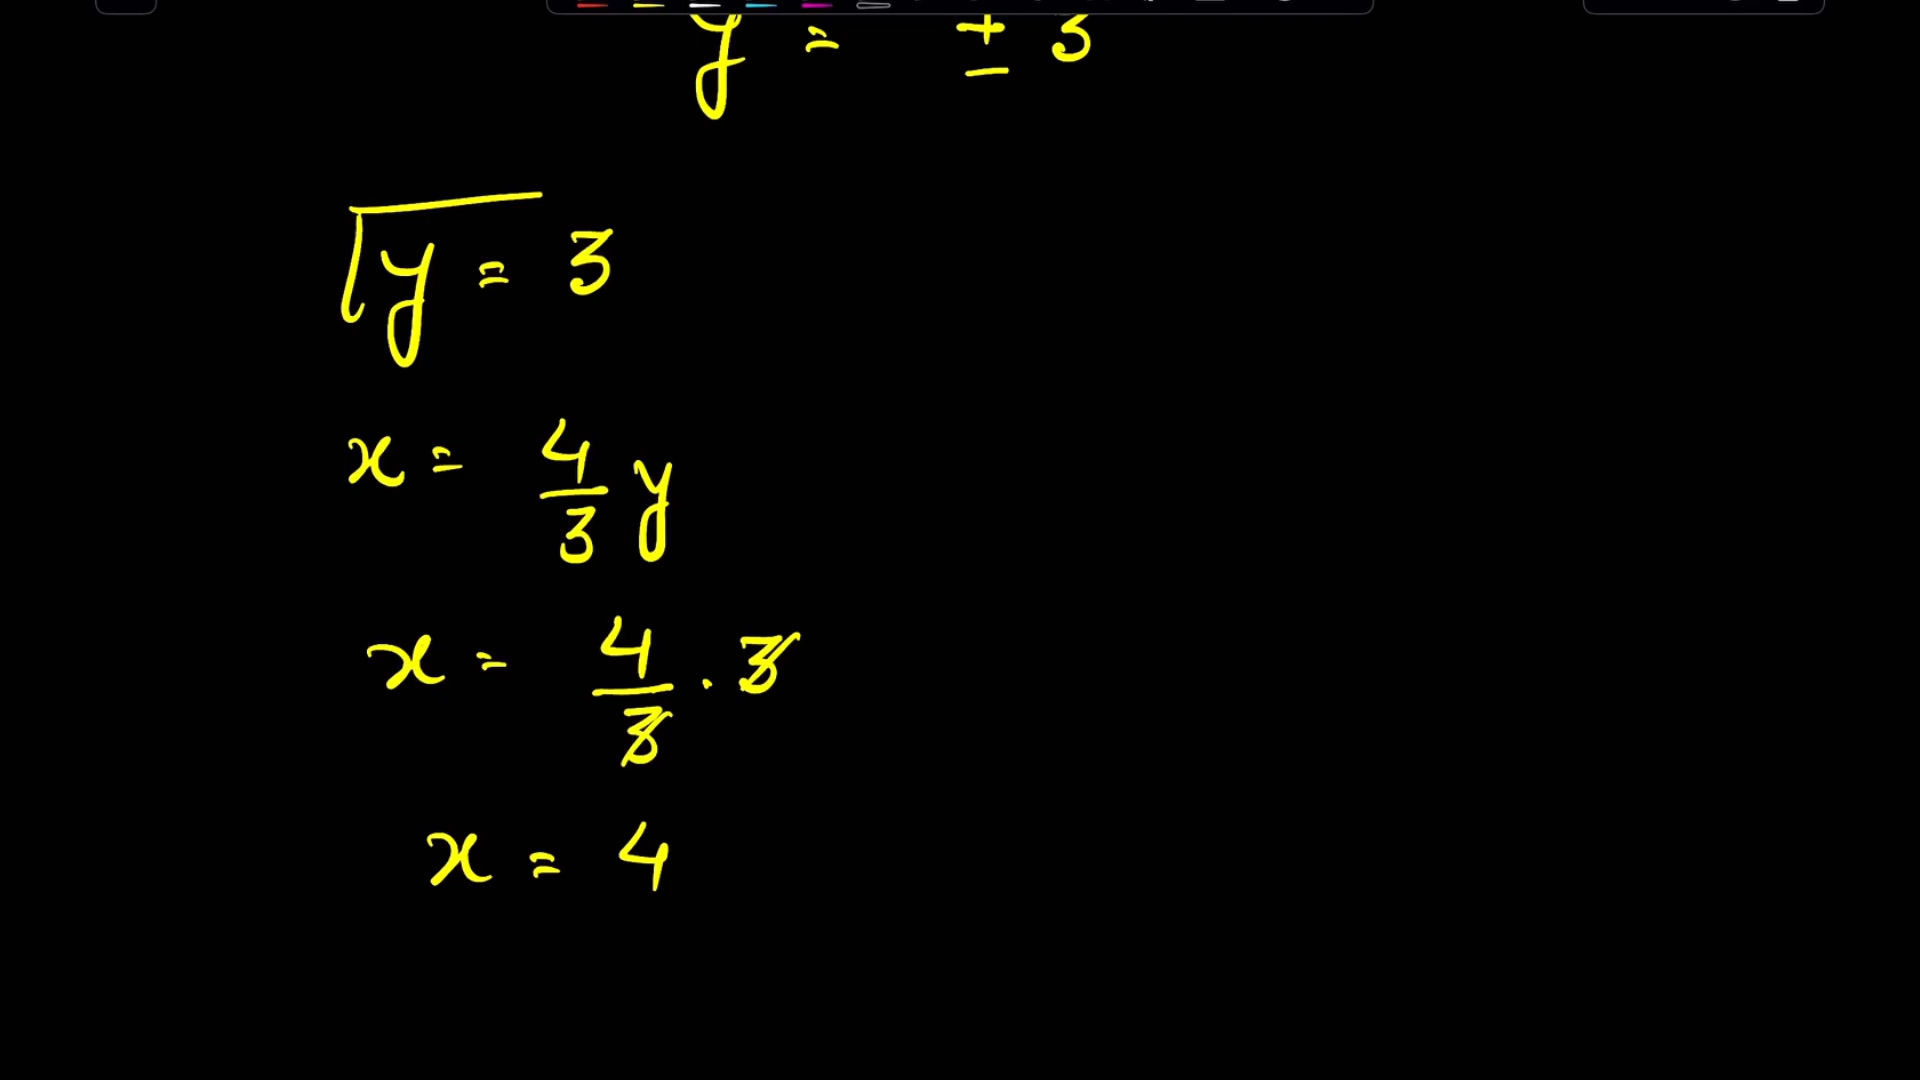 y = ± 3
y = 3
x = 4/3 y
x = 4/3 . 3
x = 4